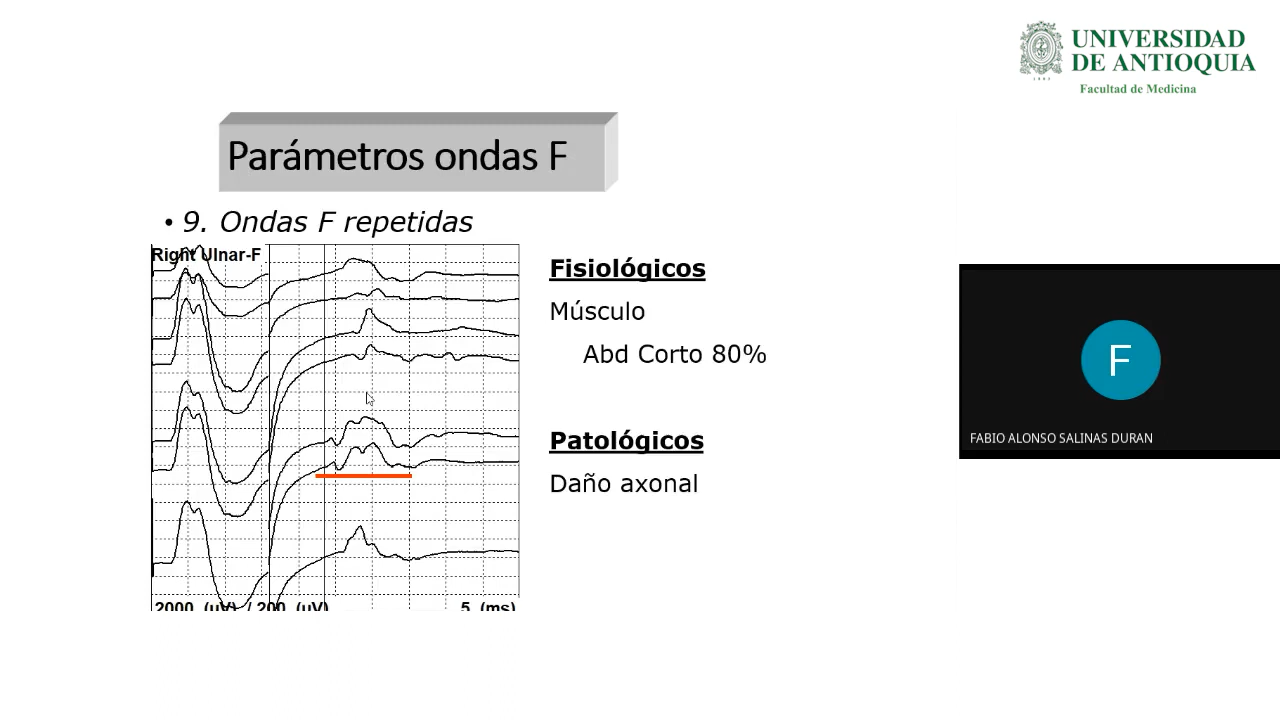 UNIVERSIDAD
DE ANTIOQUIA
1803
Facultad de Medicina
Parámetros ondas F
• 9. Ondas F repetidas
Right Ulnar-F
2000 (uV) / 200 (uV) 5 (ms)
Fisiológicos
Músculo
Abd Corto 80%
Patológicos
Daño axonal
F
FABIO ALONSO SALINAS DURAN